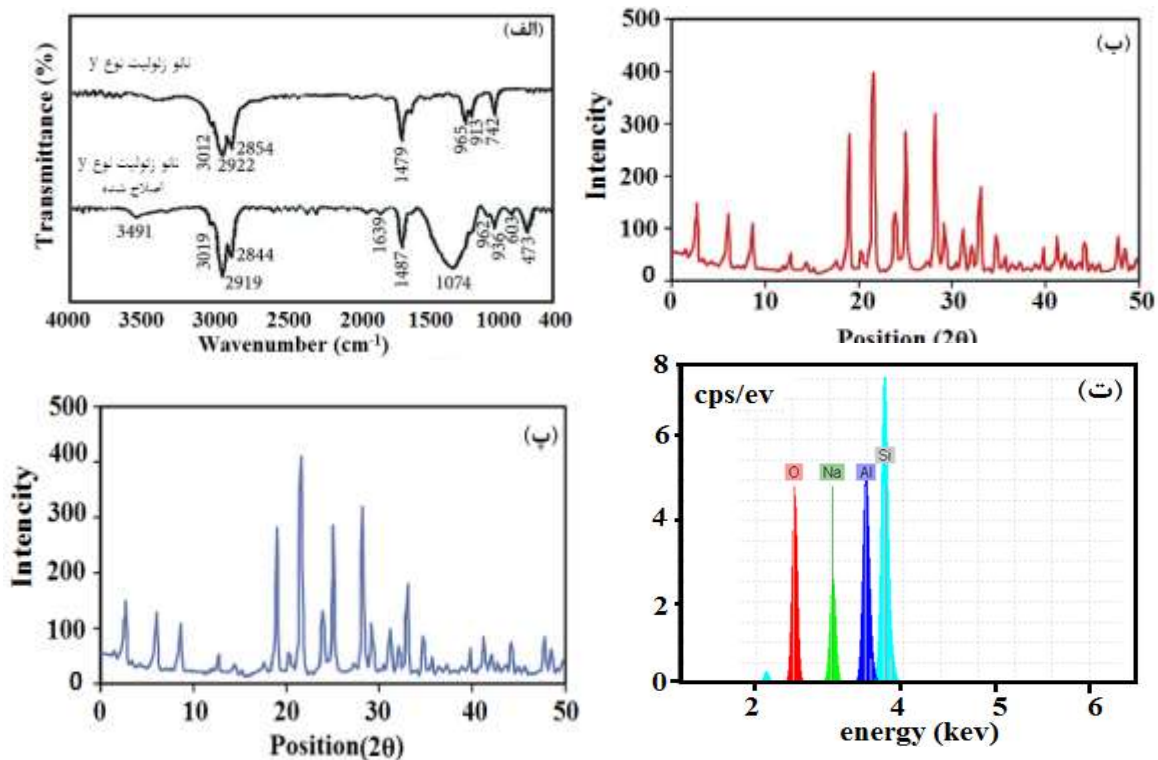 (الف)
Transmittance (%)
نانو زئولیت نوع y
3012
2922
2854
1479
965
913
742
نانو زئولیت نوع y
اصلاح شده
3491
3019
2919
2844
1639
1487
1074
962
936
603
473
4000 3500 3000 2000 1500 1000 400
Wavenumber (cm-1)
(ب)
Intencity
500
400
300
200
100
0
0 10 20 30 40 50
Position (2θ)
(پ)
Intencity
500
400
300
200
100
0
0 10 20 30 40 50
Position(2θ)
(ت)
cps/ev
8
6
4
2
0
O Na Al Si
2 4 5 6
energy (kev)